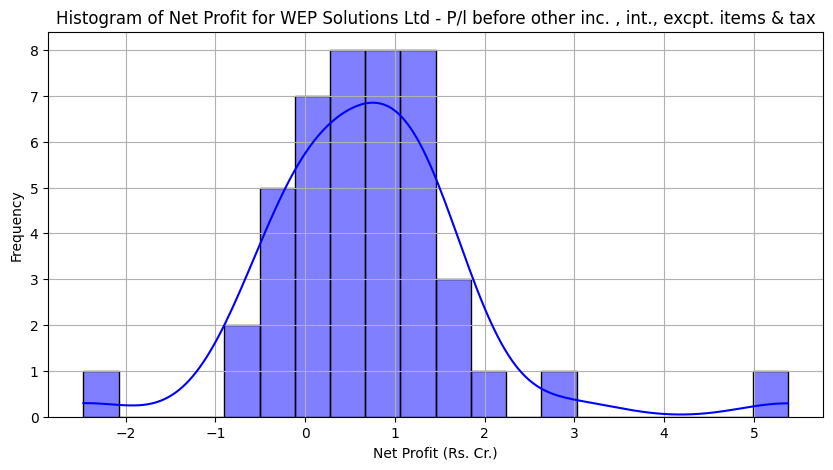 Histogram of Net Profit for WEP Solutions Ltd - P/l before other inc. , int., excpt. items & tax
8
7
6
5
4
3
2
1
0
Frequency
−2 −1 0 1 2 3 4 5
Net Profit (Rs. Cr.)